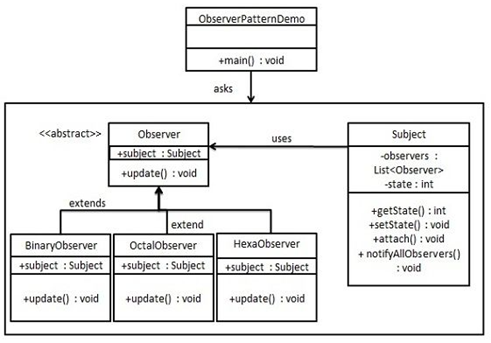 ObserverPatternDemo
+main() : void
asks
<<abstract>>
Observer
+subject : Subject
+update() : void
uses
Subject
-observers :
List<Observer>
-state : int
+getState() : int
+setState() : void
+attach() : void
+ notifyAllObservers()
: void
extends
extend
BinaryObserver
+subject : Subject
+update() : void
OctalObserver
+subject : Subject
+update() : void
HexaObserver
+subject : Subject
+update() : void